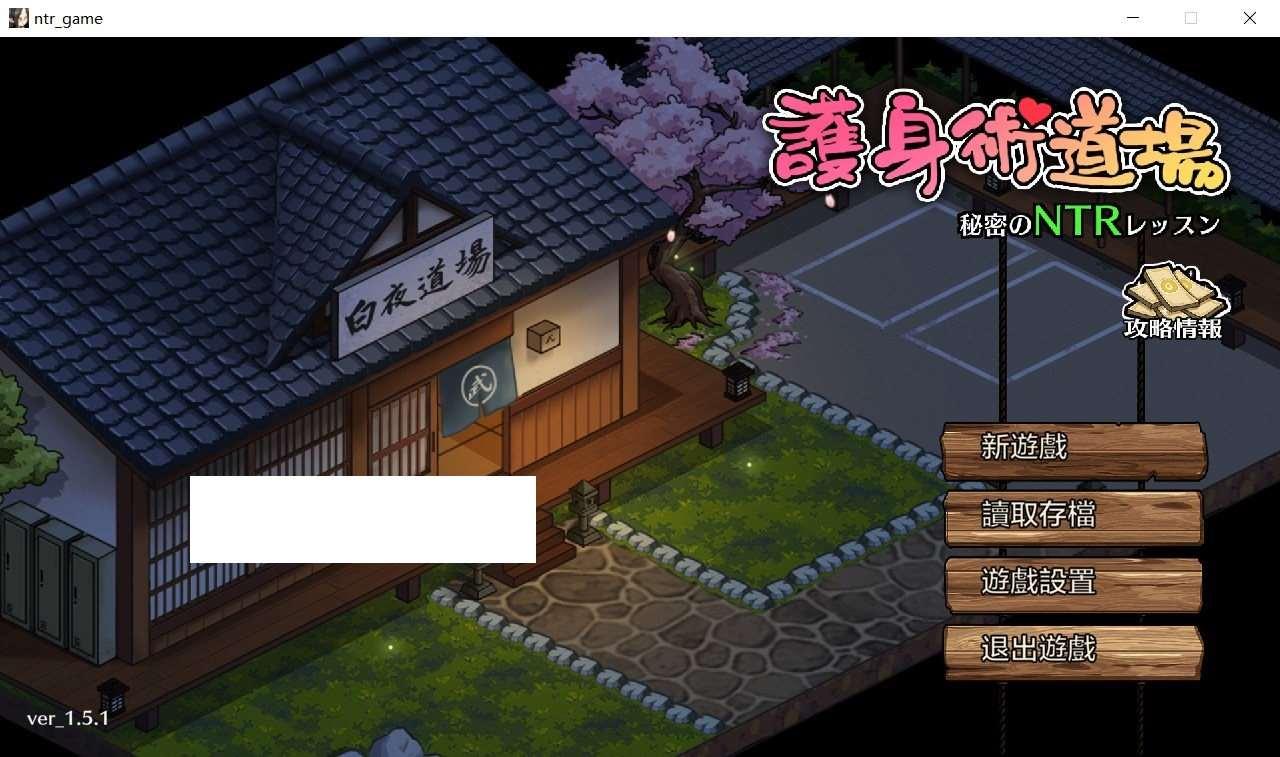 ntr_game
護身術道場
秘密のNTRレッスン
白夜道場
武
攻略情報
新遊戲
讀取存檔
遊戲設置
退出遊戲
ver_1.5.1